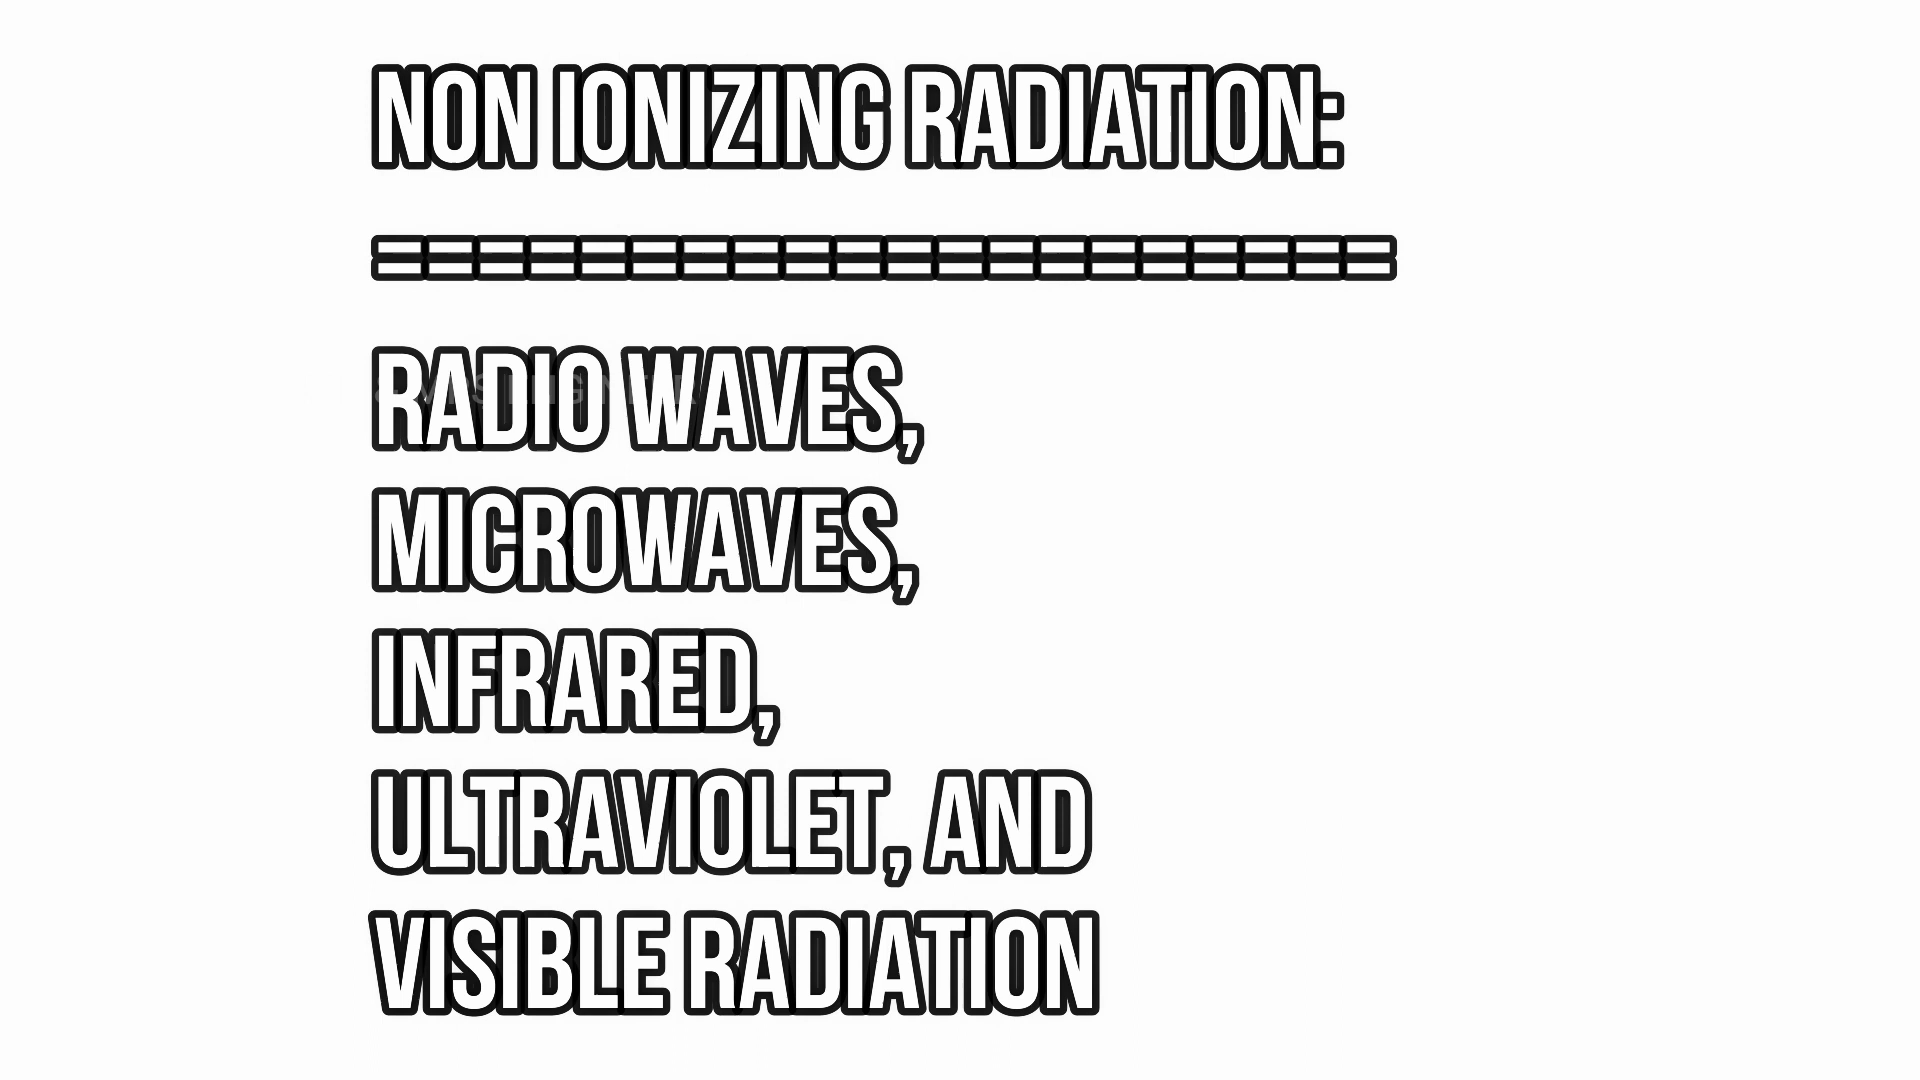 NON IONIZING RADIATION:
====================
RADIO WAVES,
MICROWAVES,
INFRARED,
ULTRAVIOLET, AND
VISIBLE RADIATION